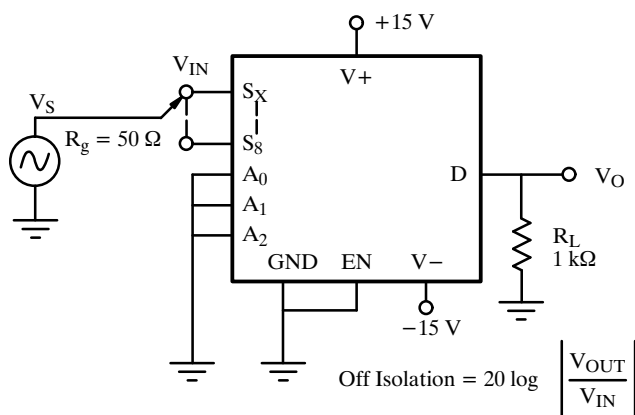 +15 V
V_IN
V+
V_S
S_X
R_g = 50 Ω
S_8
A_0
D
V_O
A_1
A_2
R_L
1 kΩ
GND EN V−
−15 V
Off Isolation = 20 log | V_OUT / V_IN |